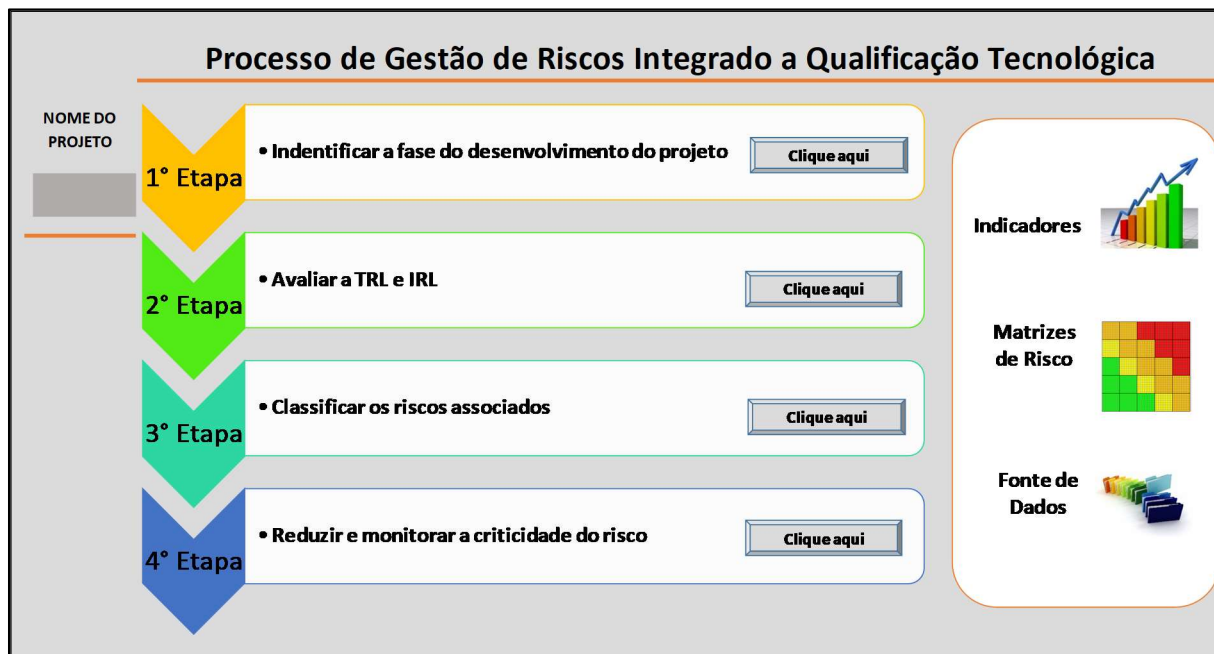 Processo de Gestão de Riscos Integrado a Qualificação Tecnológica
NOME DO
PROJETO
1° Etapa
• Indentificar a fase do desenvolvimento do projeto
Clique aqui
2° Etapa
• Avaliar a TRL e IRL
Clique aqui
3° Etapa
• Classificar os riscos associados
Clique aqui
4° Etapa
• Reduzir e monitorar a criticidade do risco
Clique aqui
Indicadores
Matrizes
de Risco
Fonte de
Dados